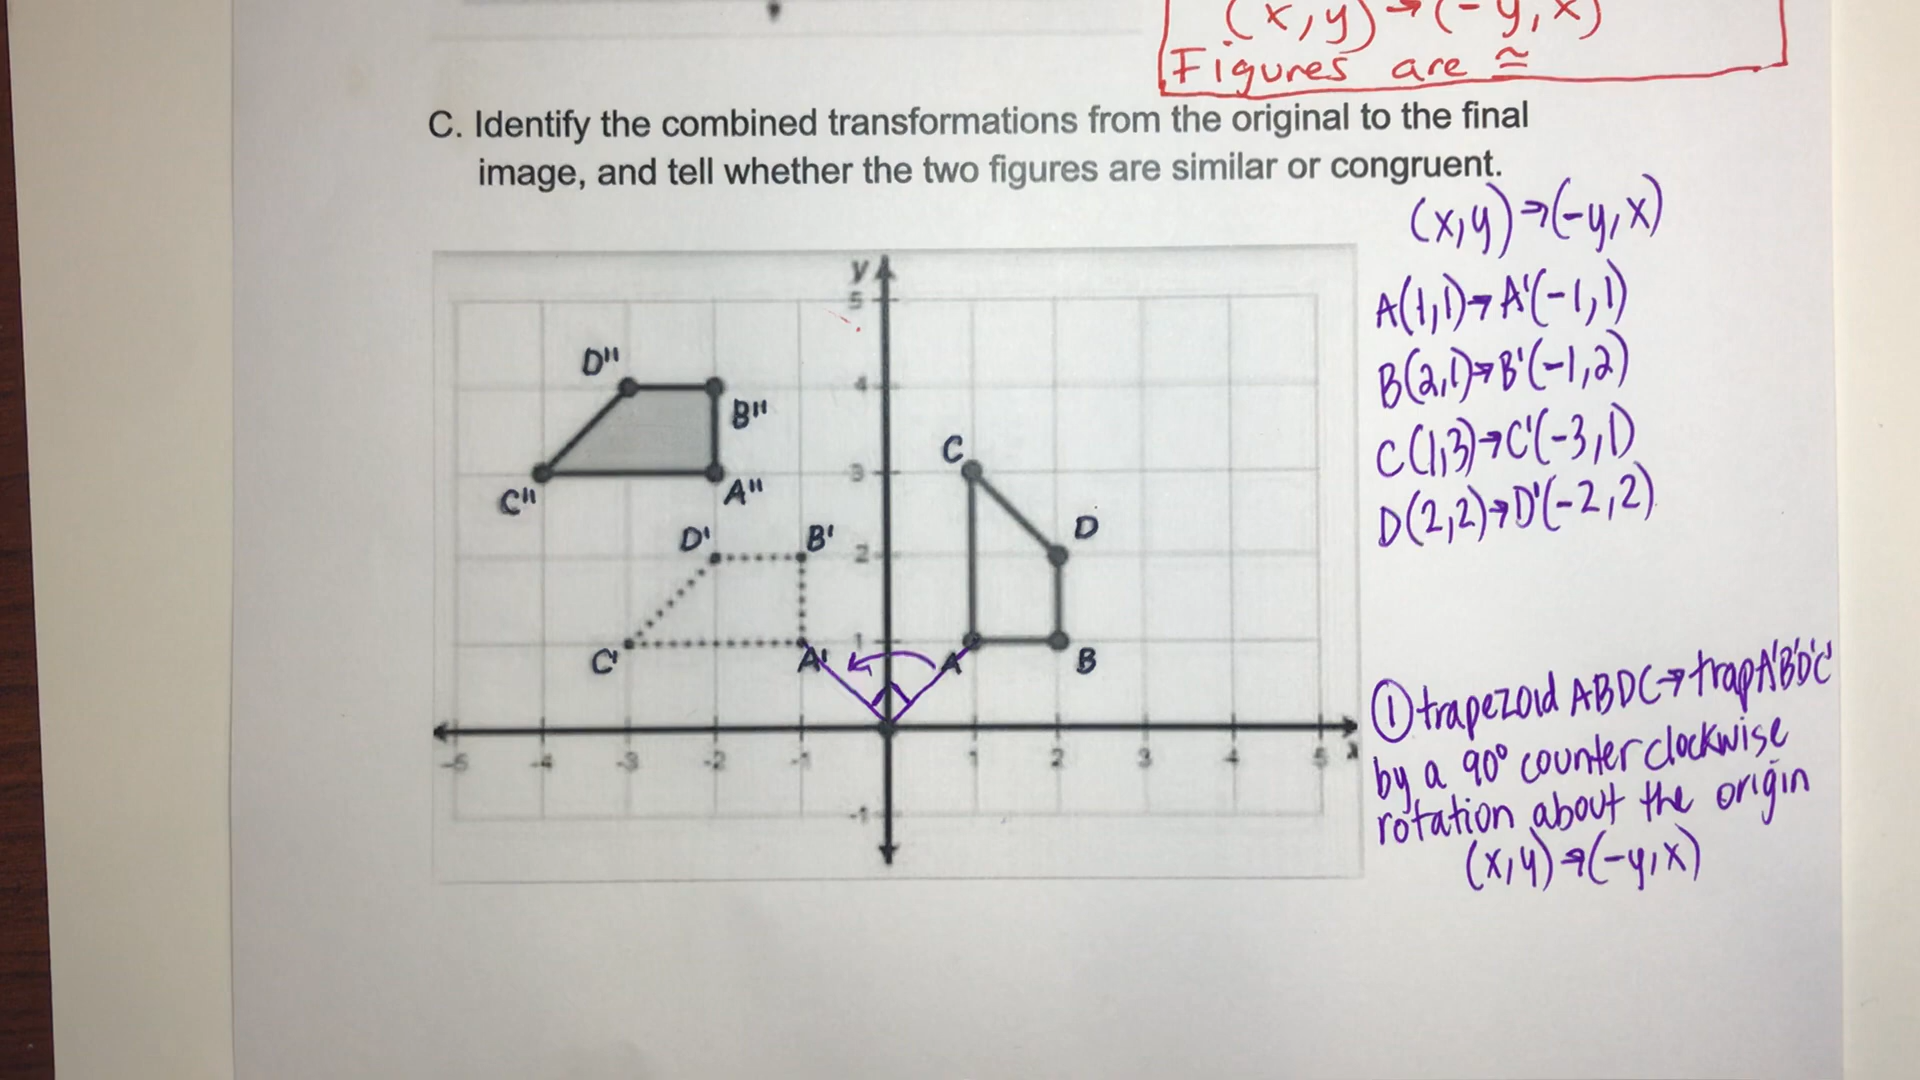 (x,y)→(-y,x)
Figures are ≅
C. Identify the combined transformations from the original to the final
image, and tell whether the two figures are similar or congruent.
(x,y)→(-y,x)
A(1,1)→A'(-1,1)
B(2,1)→B'(-1,2)
C(1,3)→C'(-3,1)
D(2,2)→D'(-2,2)
y
5
D"
4
B"
C
3
C"
A"
D
D'
B'
2
1
C'
A'
A
B
-5 -4 -3 -2 -1 1 2 3 4 5
-1
① trapezoid ABDC→trapA'B'D'C'
by a 90° counterclockwise
rotation about the origin
(x,y)→(-y,x)